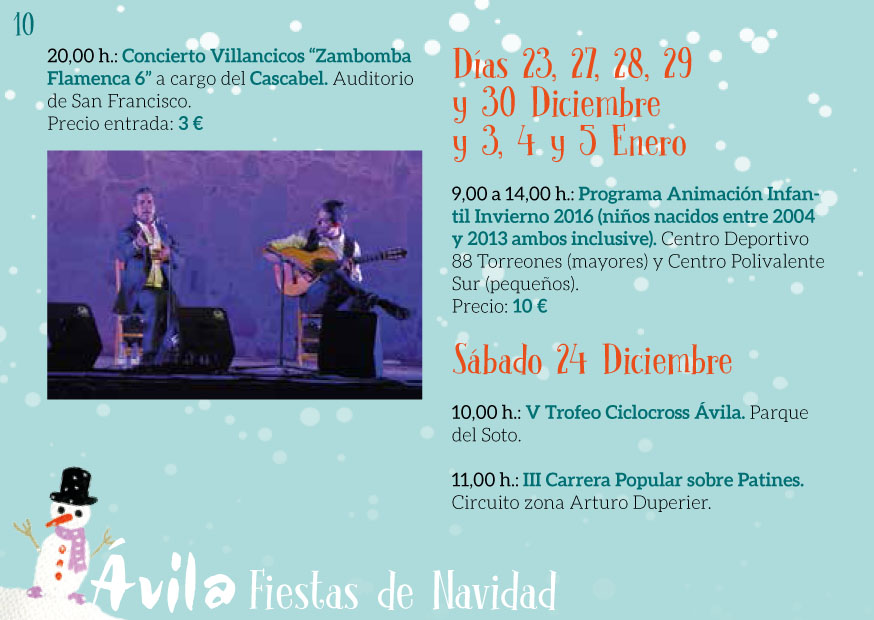 10
20,00 h.: Concierto Villancicos “Zambomba
Flamenca 6” a cargo del Cascabel. Auditorio
de San Francisco.
Precio entrada: 3 €
Días 23, 27, 28, 29
y 30 Diciembre
y 3, 4 y 5 Enero
9,00 a 14,00 h.: Programa Animación Infan-
til Invierno 2016 (niños nacidos entre 2004
y 2013 ambos inclusive). Centro Deportivo
88 Torreones (mayores) y Centro Polivalente
Sur (pequeños).
Precio: 10 €
Sábado 24 Diciembre
10,00 h.: V Trofeo Ciclocross Ávila. Parque
del Soto.
11,00 h.: III Carrera Popular sobre Patines.
Circuito zona Arturo Duperier.
Ávila Fiestas de Navidad